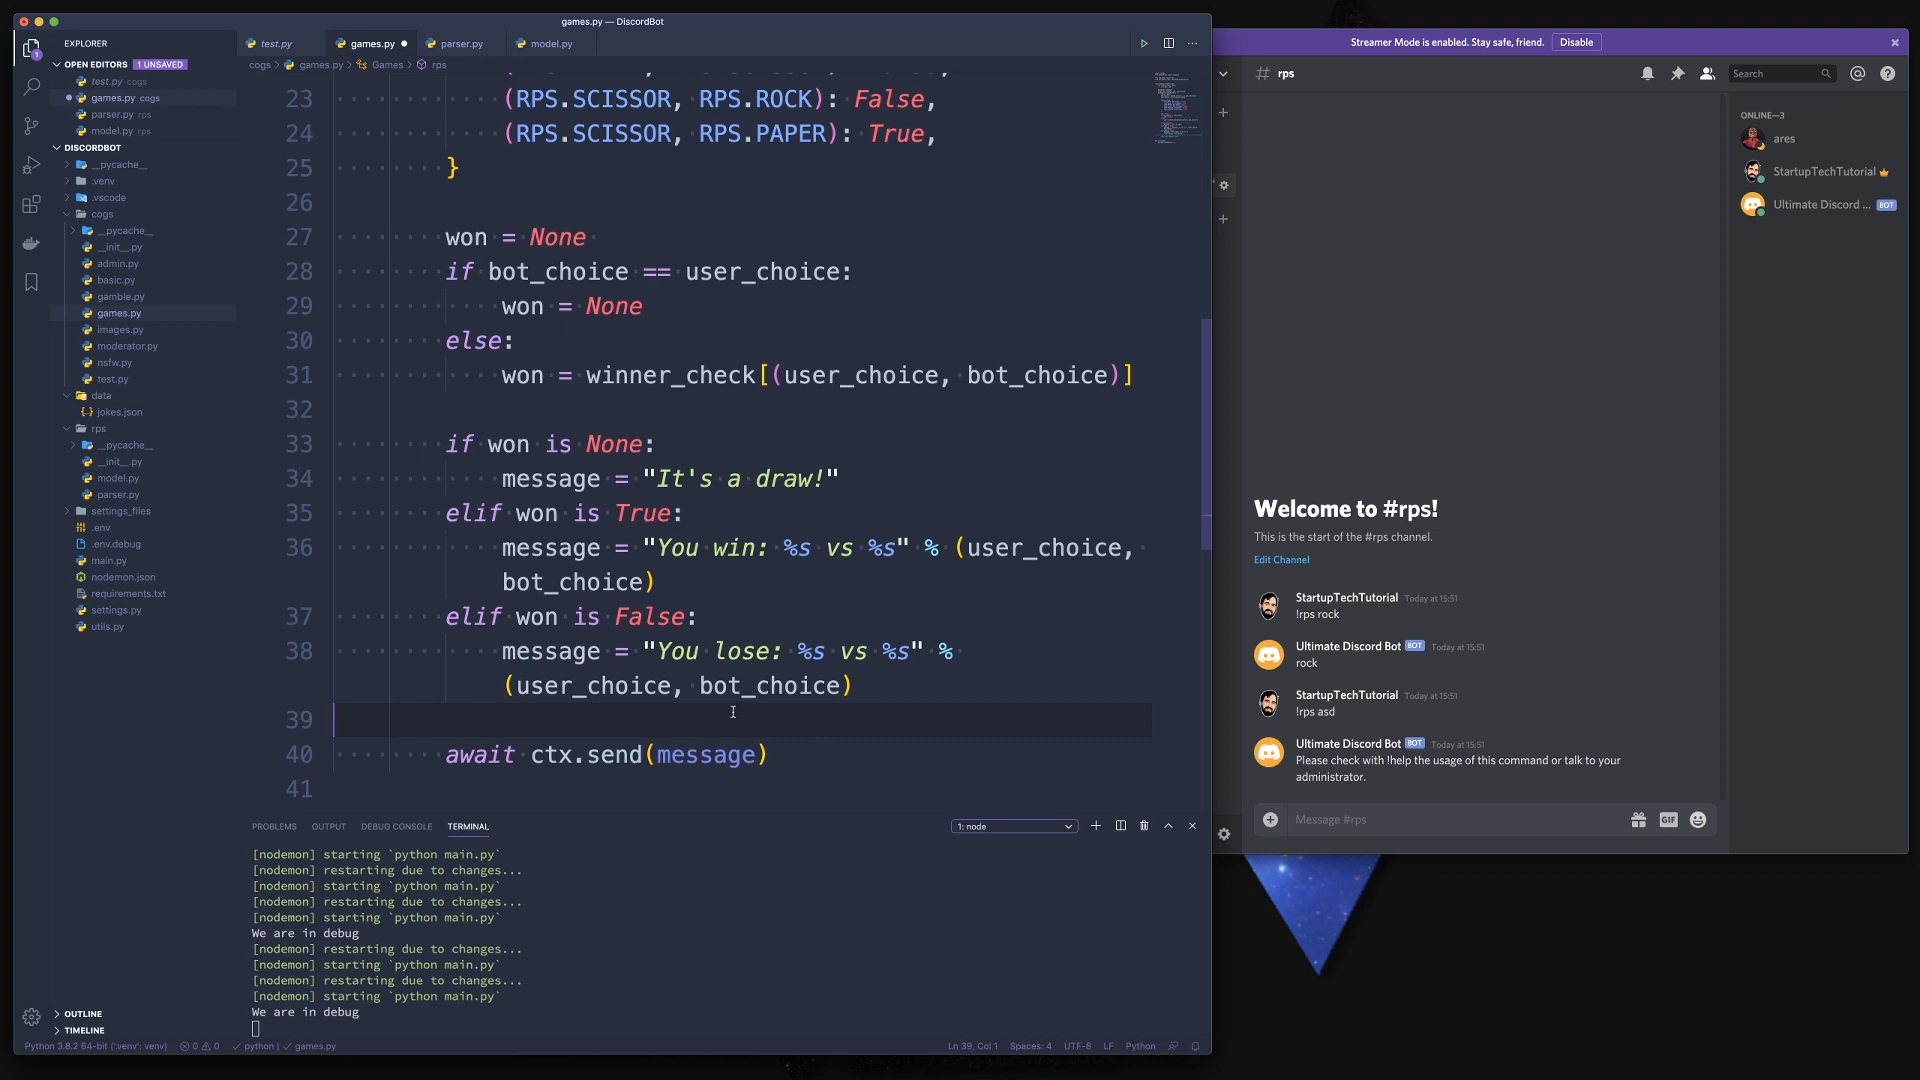 games.py — DiscordBot
EXPLORER
OPEN EDITORS 1 UNSAVED
test.py cogs
games.py cogs
parser.py rps
model.py rps
DISCORDBOT
__pycache__
.venv
.vscode
cogs
__pycache__
__init__.py
admin.py
basic.py
gamble.py
games.py
images.py
moderator.py
nsfw.py
test.py
data
jokes.json
rps
__pycache__
__init__.py
model.py
parser.py
settings_files
.env
.env.debug
main.py
nodemon.json
requirements.txt
settings.py
utils.py
OUTLINE
TIMELINE
test.py games.py parser.py model.py
cogs > games.py > Games > rps
23 (RPS.SCISSOR, RPS.ROCK): False,
24 (RPS.SCISSOR, RPS.PAPER): True,
25 }
26
27 won = None
28 if bot_choice == user_choice:
29 won = None
30 else:
31 won = winner_check[(user_choice, bot_choice)]
32
33 if won is None:
34 message = "It's a draw!"
35 elif won is True:
36 message = "You win: %s vs %s" % (user_choice,
bot_choice)
37 elif won is False:
38 message = "You lose: %s vs %s" %
(user_choice, bot_choice)
39
40 await ctx.send(message)
41
PROBLEMS OUTPUT DEBUG CONSOLE TERMINAL 1: node
[nodemon] starting `python main.py`
[nodemon] restarting due to changes...
[nodemon] starting `python main.py`
[nodemon] restarting due to changes...
[nodemon] starting `python main.py`
We are in debug
[nodemon] restarting due to changes...
[nodemon] starting `python main.py`
[nodemon] restarting due to changes...
[nodemon] starting `python main.py`
We are in debug
Python 3.8.2 64-bit ('.venv': venv) 0 0 python | games.py Ln 39, Col 1 Spaces: 4 UTF-8 LF Python
Streamer Mode is enabled. Stay safe, friend. Disable
# rps Search
Welcome to #rps!
This is the start of the #rps channel.
Edit Channel
StartupTechTutorial Today at 15:51
!rps rock
Ultimate Discord Bot BOT Today at 15:51
rock
StartupTechTutorial Today at 15:51
!rps asd
Ultimate Discord Bot BOT Today at 15:51
Please check with !help the usage of this command or talk to your
administrator.
Message #rps GIF
ONLINE—3
ares
StartupTechTutorial
Ultimate Discord ... BOT